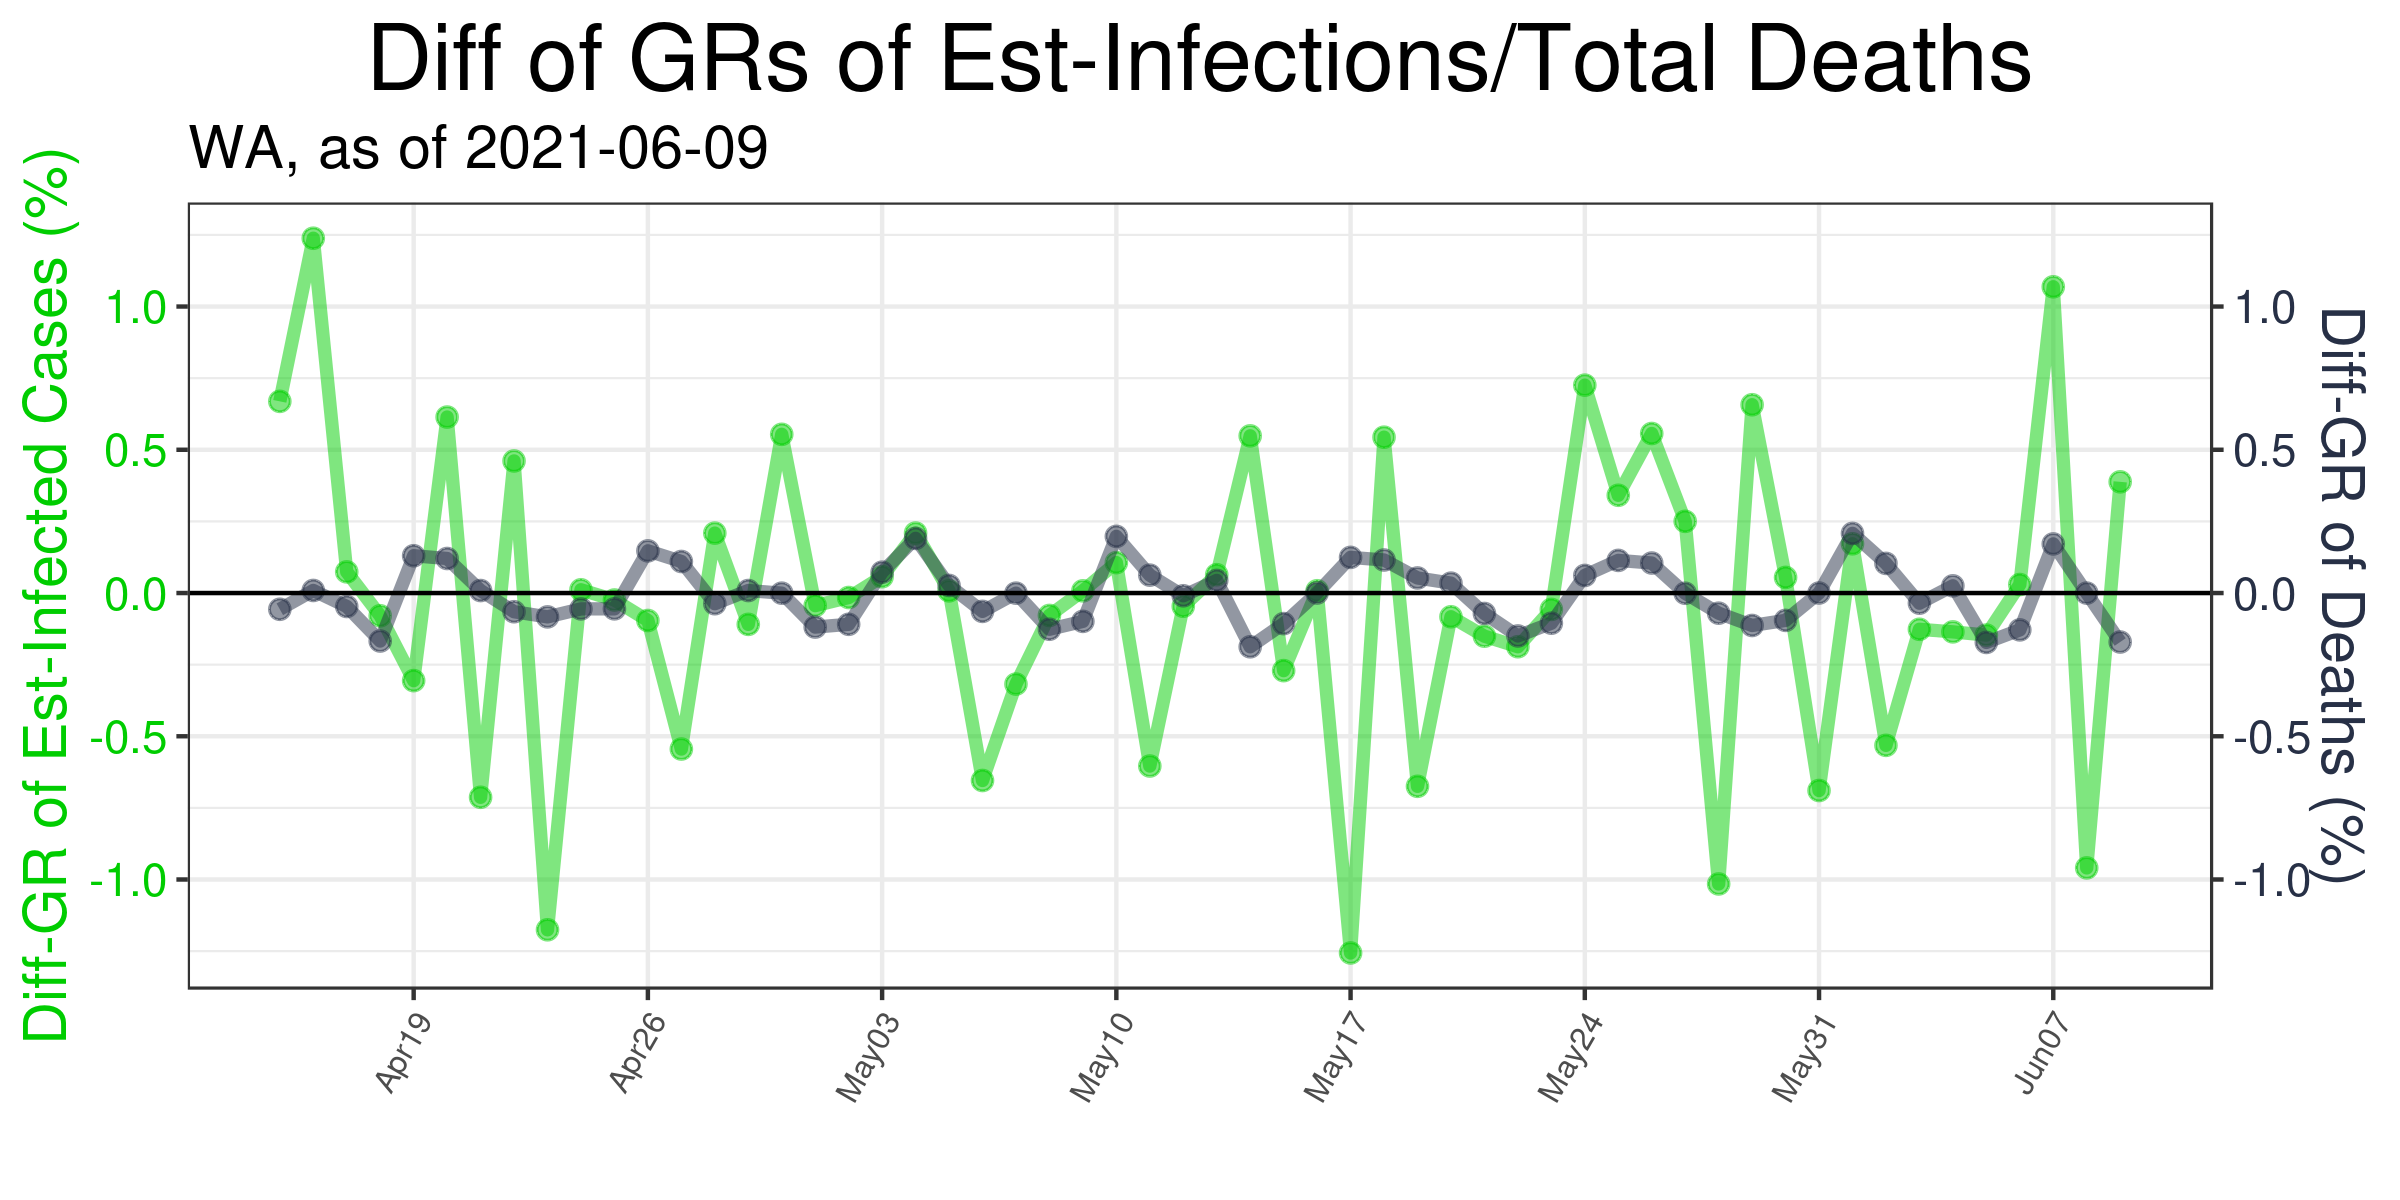 Diff of GRs of Est-Infections/Total Deaths
WA, as of 2021-06-09
Diff-GR of Est-Infected Cases (%)
1.0
0.5
0.0
-0.5
-1.0
1.0
0.5
0.0
-0.5
-1.0
Diff-GR of Deaths (%)
Apr19
Apr26
May03
May10
May17
May24
May31
Jun07